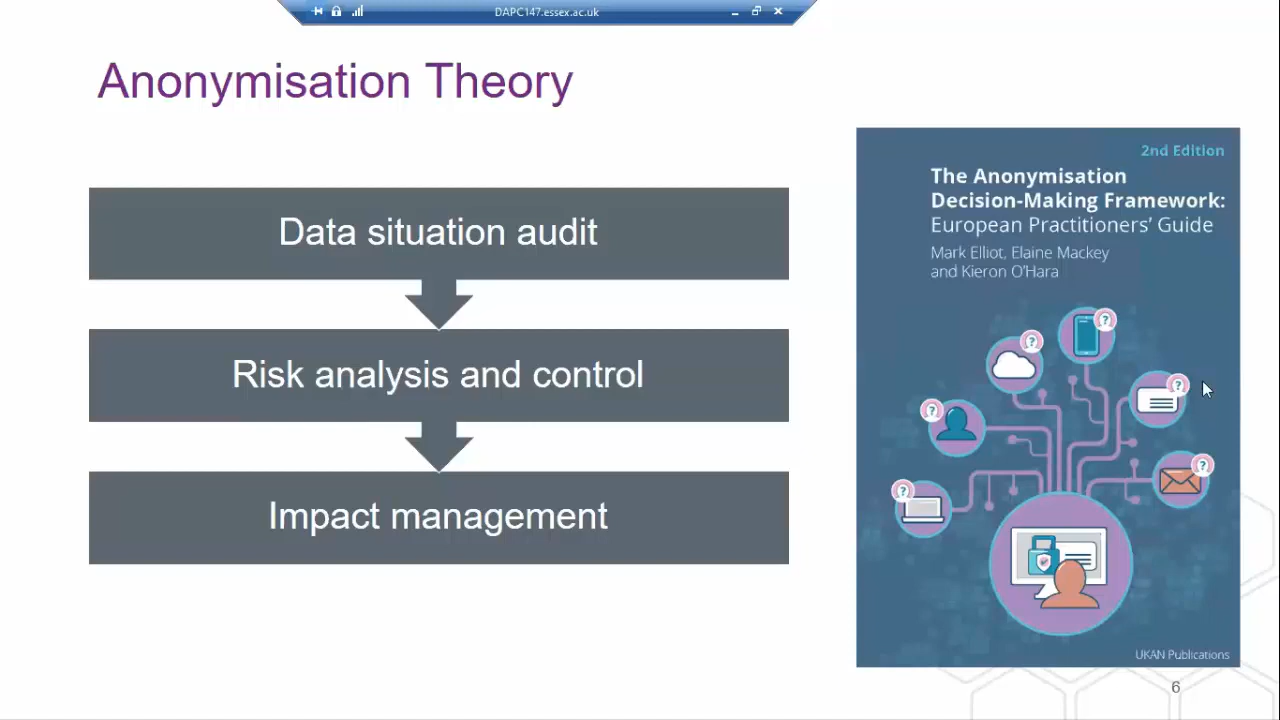 DAPC147.essex.ac.uk
Anonymisation Theory
Data situation audit
Risk analysis and control
Impact management
2nd Edition
The Anonymisation
Decision-Making Framework:
European Practitioners' Guide
Mark Elliot, Elaine Mackey
and Kieron O'Hara
?
?
?
?
?
?
UKAN Publications
6